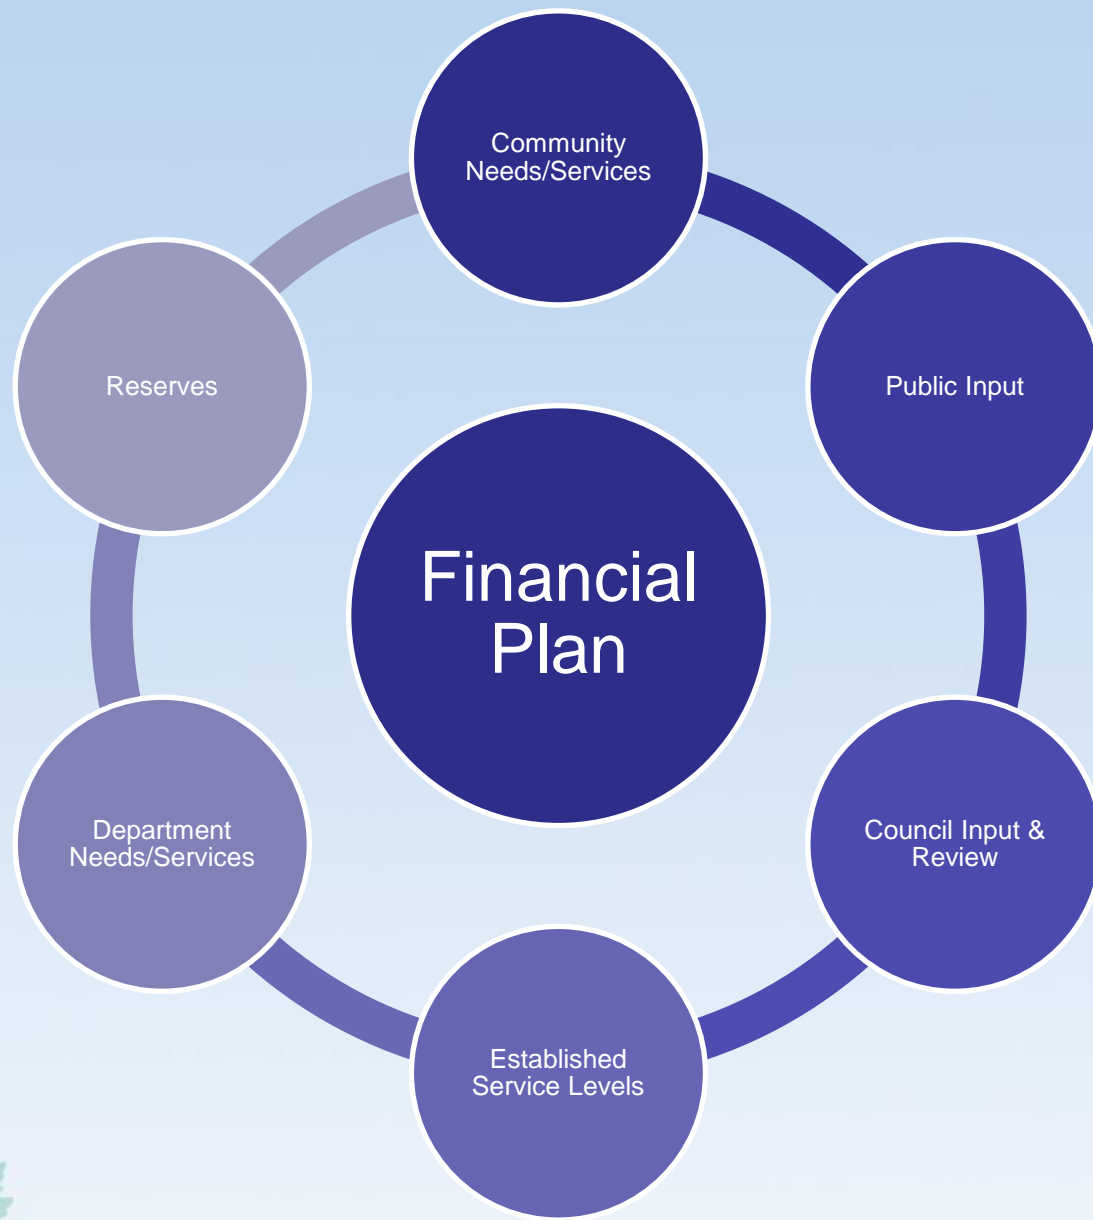 Community
Needs/Services
Public Input
Reserves
Financial
Plan
Council Input &
Review
Department
Needs/Services
Established
Service Levels